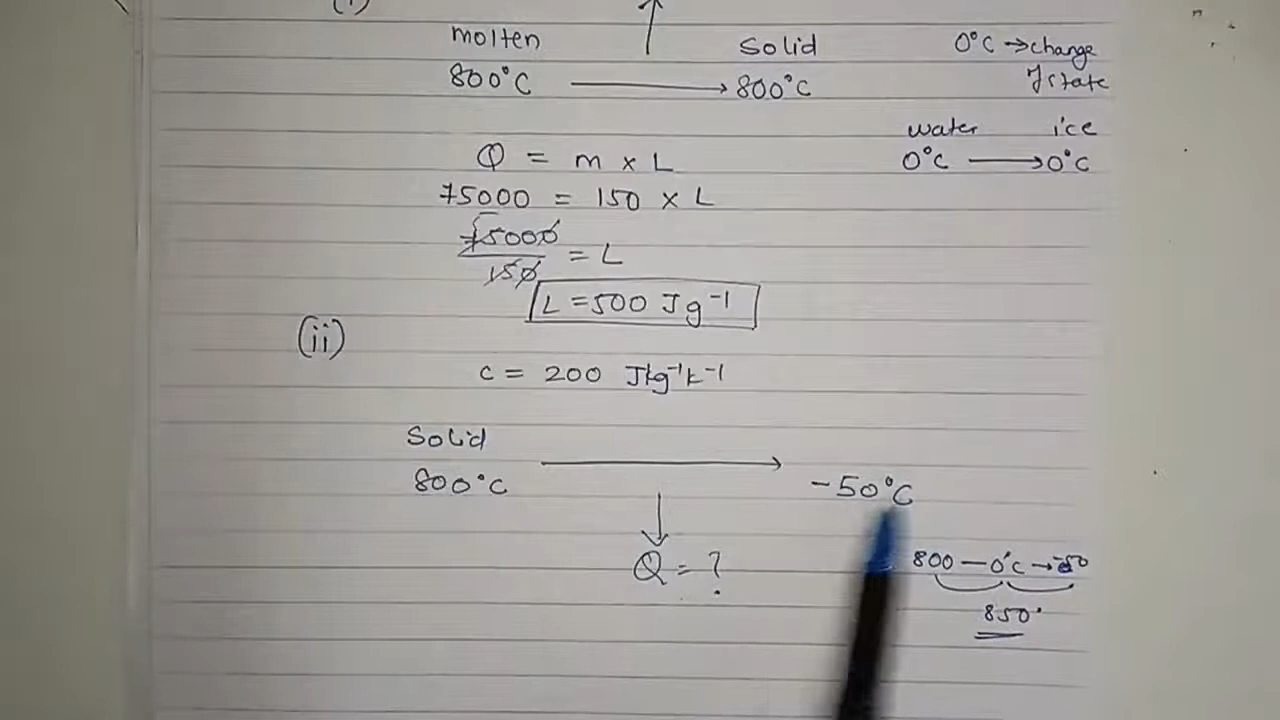 (i)
molten
solid
0°C → change
of state
800°C → 800°C
water ice
0°C → 0°C
Q = m × L
75000 = 150 × L
75000/150 = L
L = 500 Jg⁻¹
(ii)
c = 200 Jkg⁻¹k⁻¹
Solid
800°C → -50°C
Q = ?
800 — 0°C → -50
850°